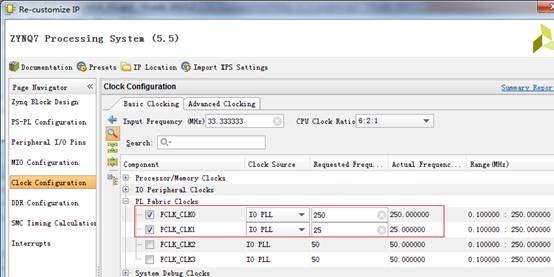 Re-customize IP
ZYNQ7 Processing System (5.5)
Documentation Presets IP Location Import XPS Settings
Page Navigator
Clock Configuration
Summary Report
Zynq Block Design
PS-PL Configuration
Peripheral I/O Pins
MIO Configuration
Clock Configuration
DDR Configuration
SMC Timing Calculation
Interrupts
Basic Clocking Advanced Clocking
Input Frequency (MHz) 33.333333 CPU Clock Ratio 6:2:1
Search:
Component Clock Source Requested Frequ... Actual Frequenc... Range(MHz)
Processor/Memory Clocks
IO Peripheral Clocks
PL Fabric Clocks
FCLK_CLK0 IO PLL 250 250.000000 0.100000 : 250.000000
FCLK_CLK1 IO PLL 25 25.000000 0.100000 : 250.000000
FCLK_CLK2 IO PLL 50 50.000000 0.100000 : 250.000000
FCLK_CLK3 IO PLL 50 50.000000 0.100000 : 250.000000
System Debug Clocks